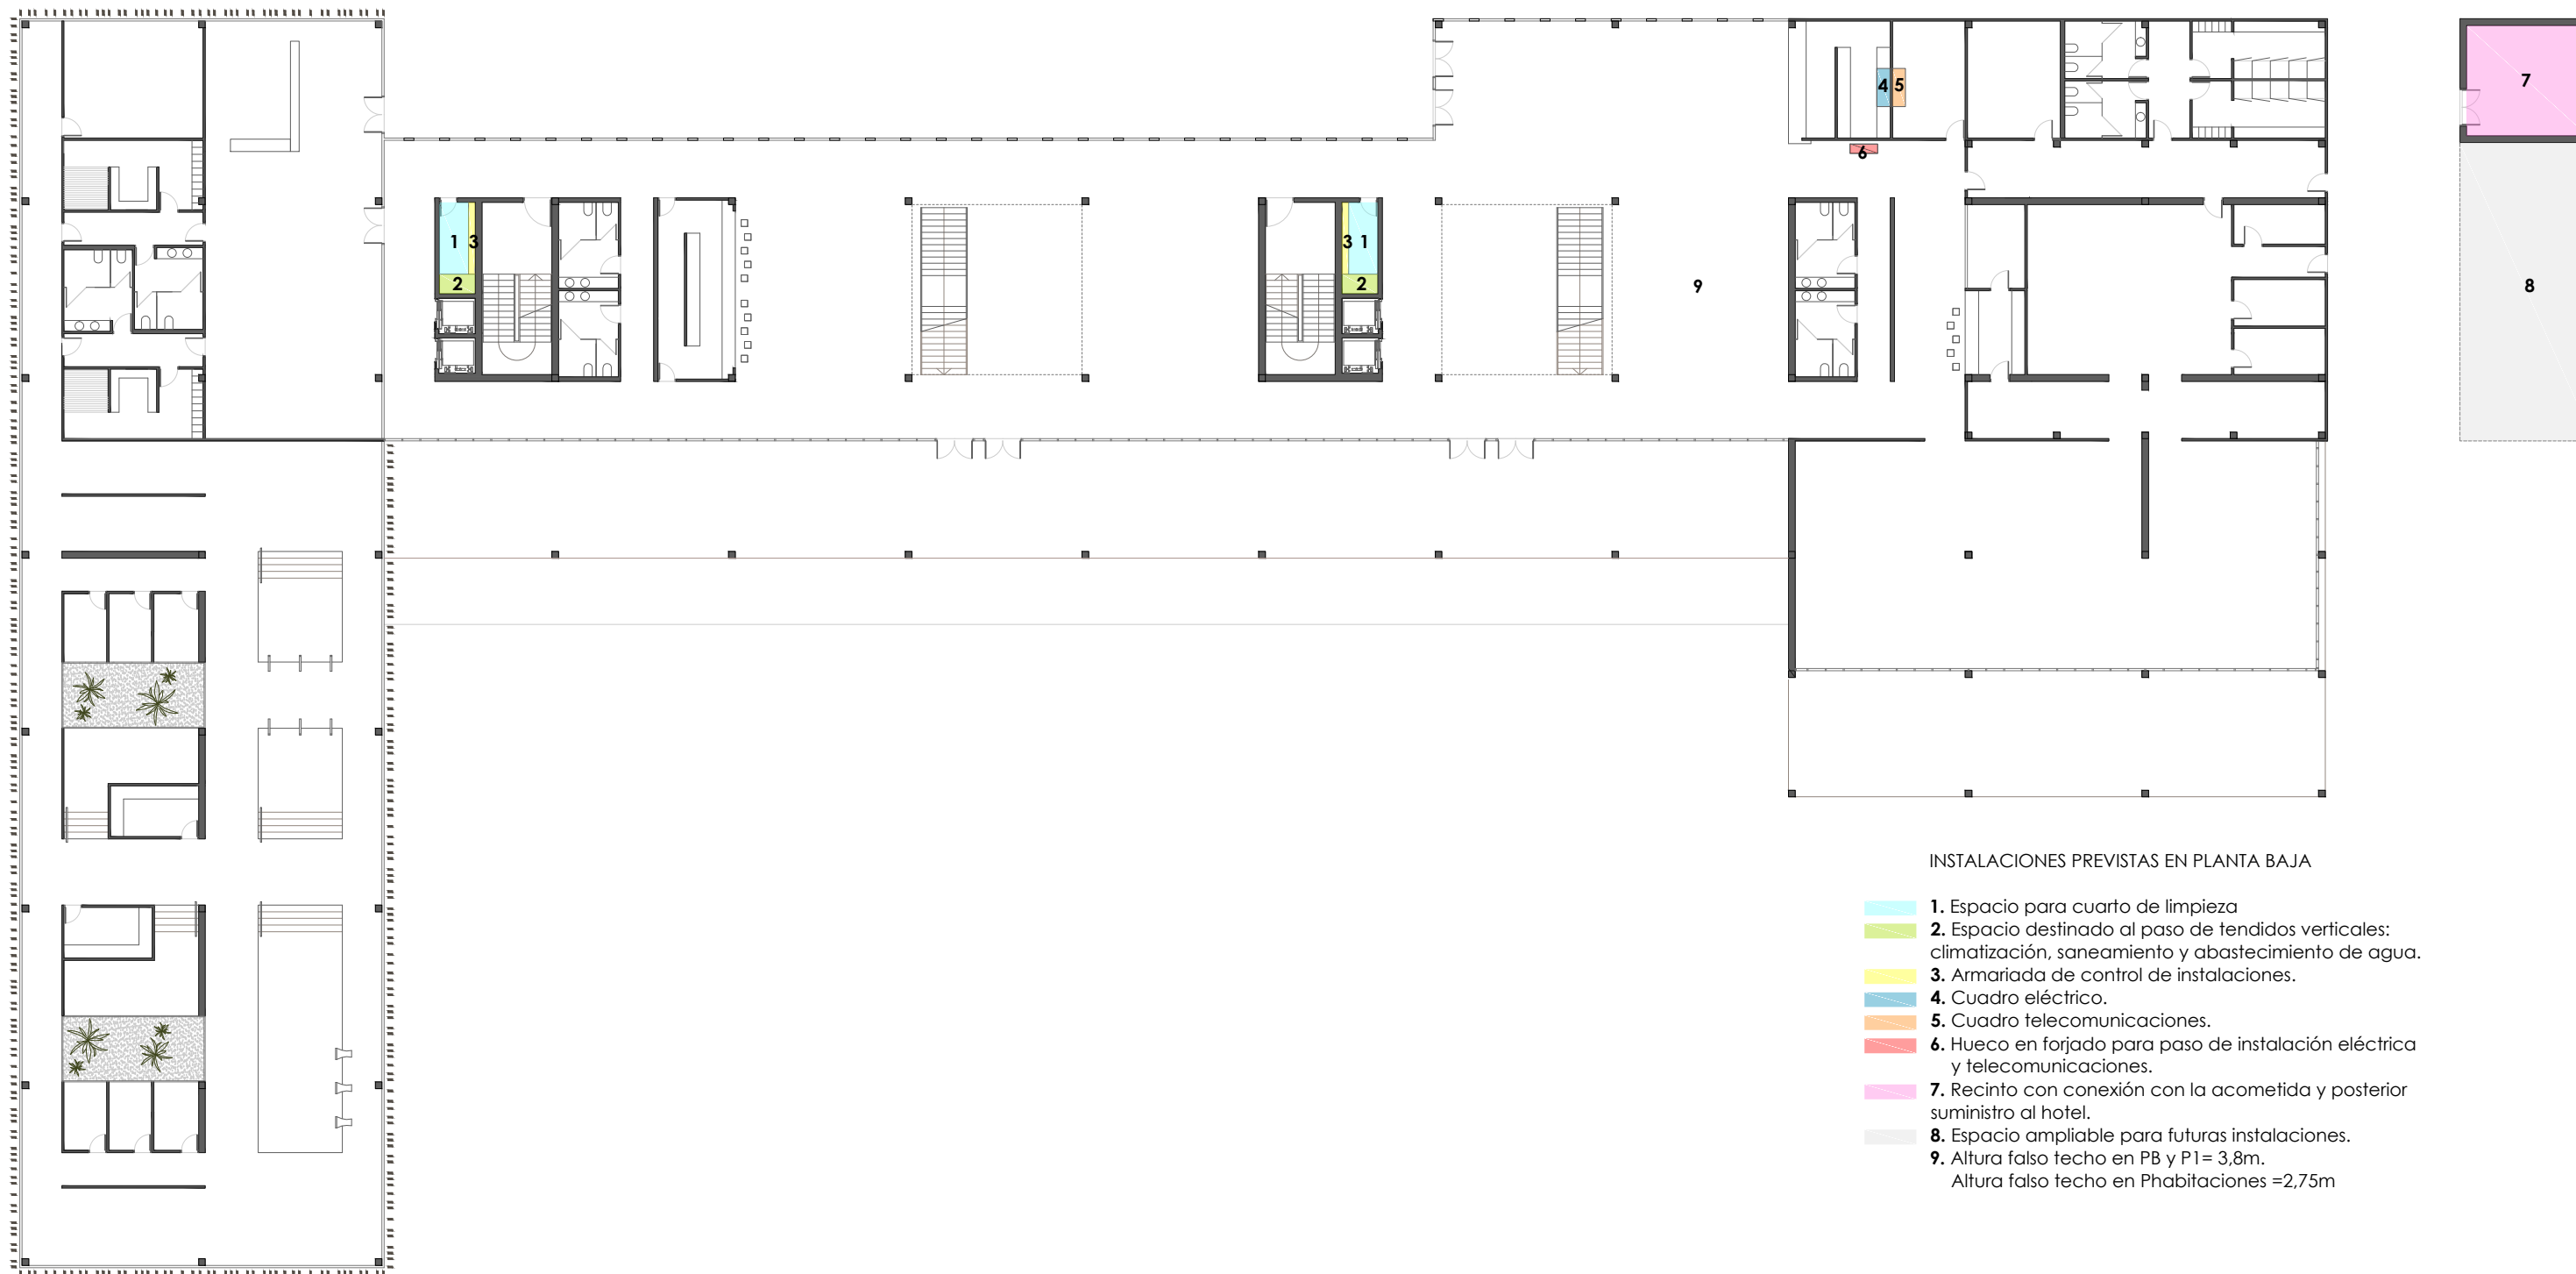 4 5
7
6
1 3
3 1
2
2
9
8
INSTALACIONES PREVISTAS EN PLANTA BAJA
1. Espacio para cuarto de limpieza
2. Espacio destinado al paso de tendidos verticales:
climatización, saneamiento y abastecimiento de agua.
3. Armariada de control de instalaciones.
4. Cuadro eléctrico.
5. Cuadro telecomunicaciones.
6. Hueco en forjado para paso de instalación eléctrica
y telecomunicaciones.
7. Recinto con conexión con la acometida y posterior
suministro al hotel.
8. Espacio ampliable para futuras instalaciones.
9. Altura falso techo en PB y P1= 3,8m.
Altura falso techo en Phabitaciones =2,75m